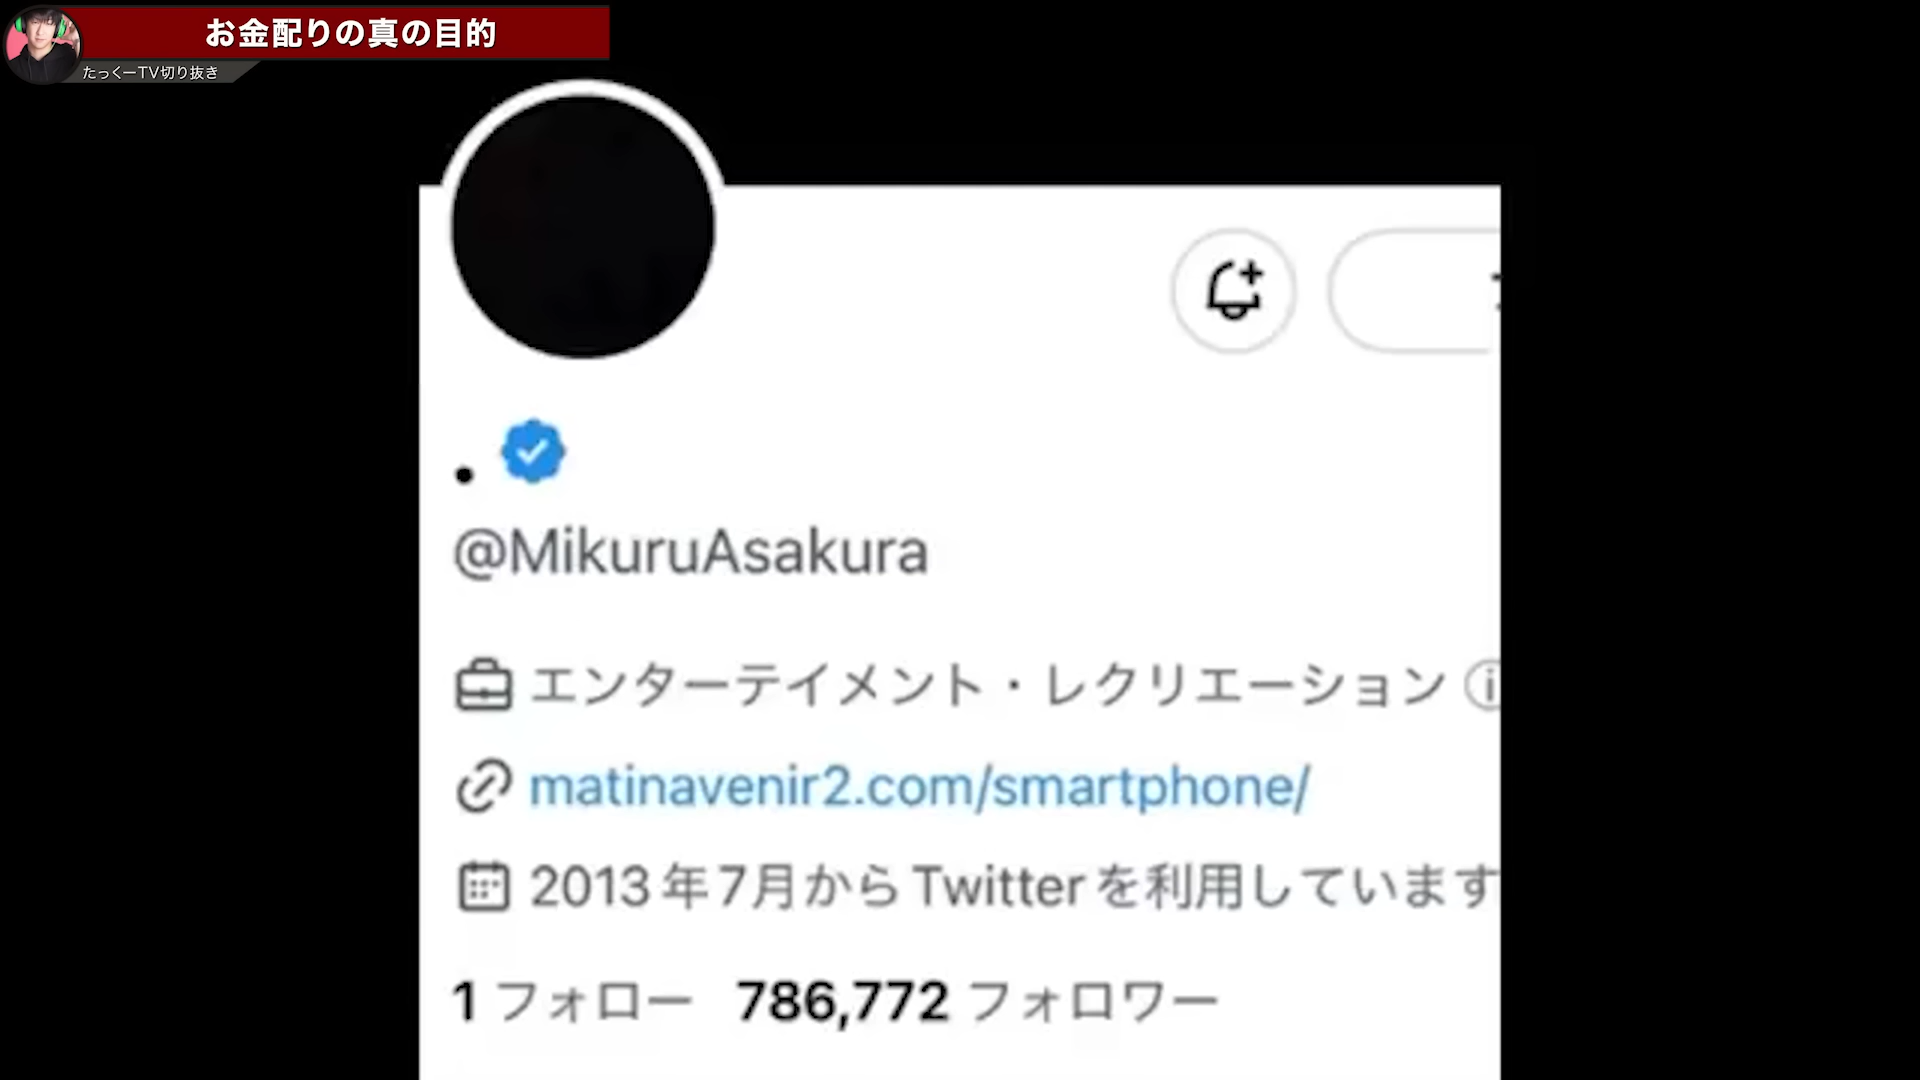 お金配りの真の目的
たっくーTV切り抜き
.
@MikuruAsakura
エンターテイメント・レクリエーション
matinavenir2.com/smartphone/
2013年7月からTwitterを利用しています
1 フォロー 786,772 フォロワー